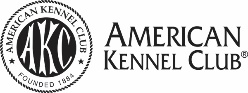 AMERICAN KENNEL CLUB
AKC
FOUNDED 1884
AMERICAN
KENNEL CLUB®